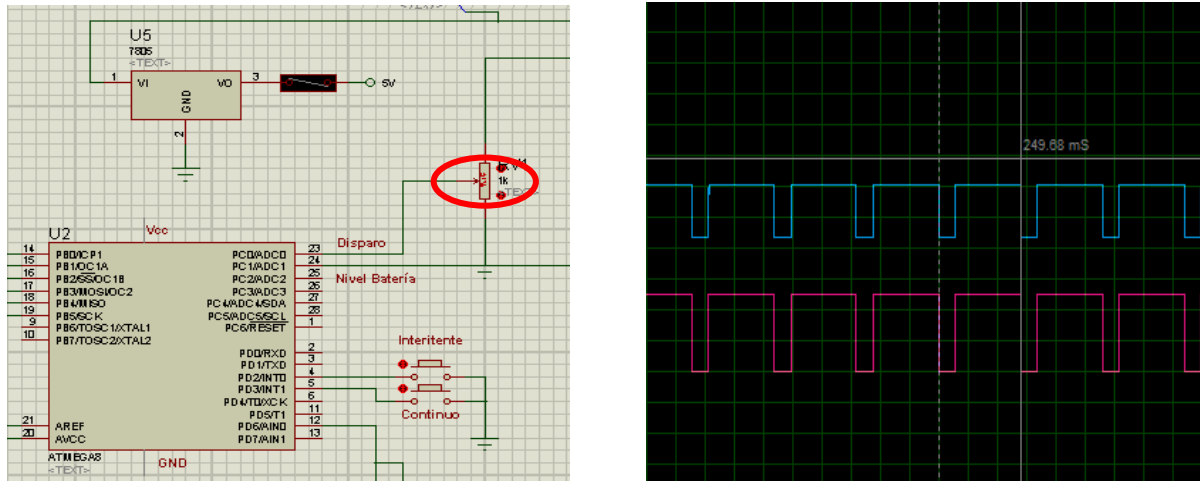 U5
7805
<TEXT>
1
VI
VO
3
5V
GND
2
1k
U2
Vcc
Disparo
Nivel Batería
14 PB0/ICP1
15 PB1/OC1A
16 PB2/SS/OC1B
17 PB3/MOSI/OC2
18 PB4/MISO
19 PB5/SCK
9 PB6/TOSC1/XTAL1
10 PB7/TOSC2/XTAL2
21 AREF
20 AVCC
PC0/ADC0 23
PC1/ADC1 24
PC2/ADC2 25
PC3/ADC3 26
PC4/ADC4/SDA 27
PC5/ADC5/SCL 28
PC6/RESET 1
PD0/RXD 2
PD1/TXD 3
PD2/INT0 4
PD3/INT1 5
PD4/T0/XCK 6
PD5/T1 11
PD6/AIN0 12
PD7/AIN1 13
Interitente
Continuo
ATMEGA8
<TEXT>
GND
249.68 mS